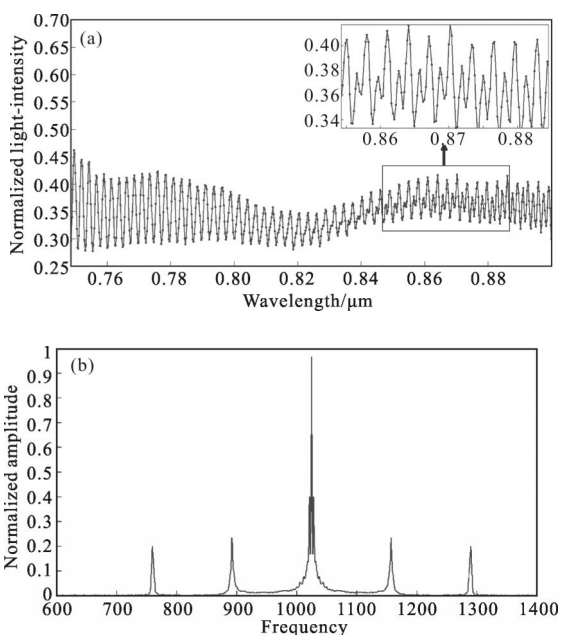 0.70
(a)
0.65
0.60
0.55
0.50
0.45
0.40
0.35
0.30
0.25
0.40
0.38
0.36
0.34
0.86 0.87 0.88
0.76 0.78 0.80 0.82 0.84 0.86 0.88
Normalized light-intensity
Wavelength/μm
(b)
1
0.9
0.8
0.7
0.6
0.5
0.4
0.3
0.2
0.1
0
600 700 800 900 1000 1100 1200 1300 1400
Normalized amplitude
Frequency